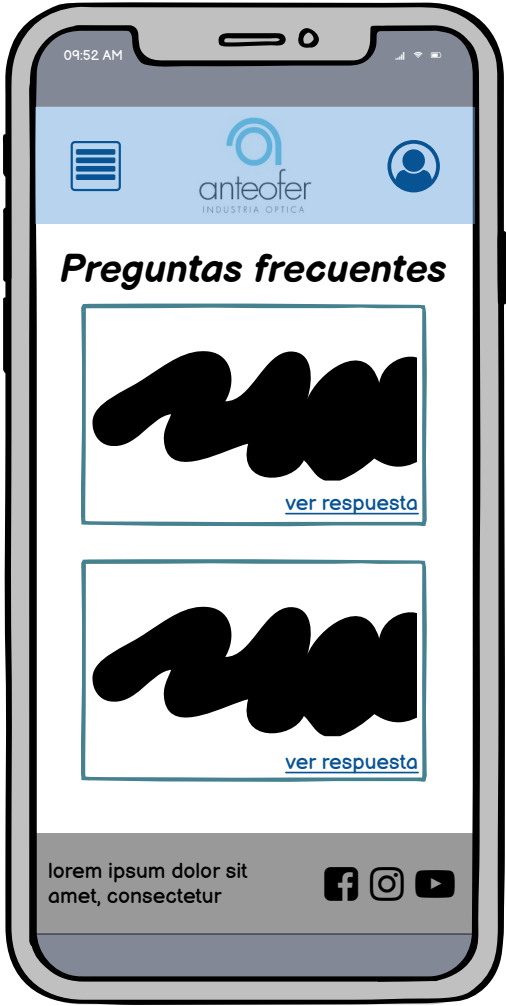 09:52 AM
anteofer
INDUSTRIA OPTICA
Preguntas frecuentes
ver respuesta
ver respuesta
lorem ipsum dolor sit
amet, consectetur